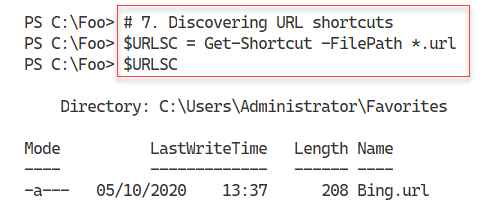 PS C:\Foo> # 7. Discovering URL shortcuts
PS C:\Foo> $URLSC = Get-Shortcut -FilePath *.url
PS C:\Foo> $URLSC
Directory: C:\Users\Administrator\Favorites
Mode LastWriteTime Length Name
---- ------------- ------ ----
-a--- 05/10/2020 13:37 208 Bing.url